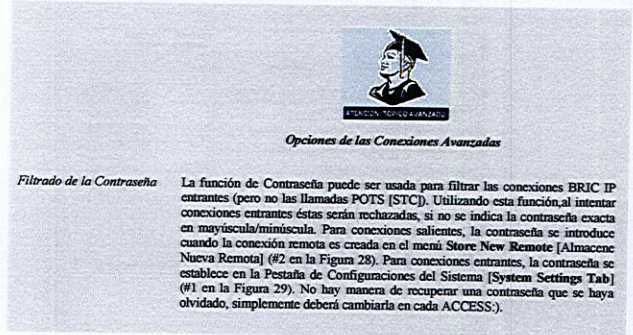 ATENCION: TOPICO AVANZADO
Opciones de las Conexiones Avanzadas
Filtrado de la Contraseña
La función de Contraseña puede ser usada para filtrar las conexiones BRIC IP
entrantes (pero no las llamadas POTS [STC]). Utilizando esta función,al intentar
conexiones entrantes éstas serán rechazadas, si no se indica la contraseña exacta
en mayúscula/minúscula. Para conexiones salientes, la contraseña se introduce
cuando la conexión remota es creada en el menú Store New Remote [Almacene
Nueva Remota] (#2 en la Figura 28). Para conexiones entrantes, la contraseña se
establece en la Pestaña de Configuraciones del Sistema [System Settings Tab]
(#1 en la Figura 29). No hay manera de recuperar una contraseña que se haya
olvidado, simplemente deberá cambiarla en cada ACCESS:).